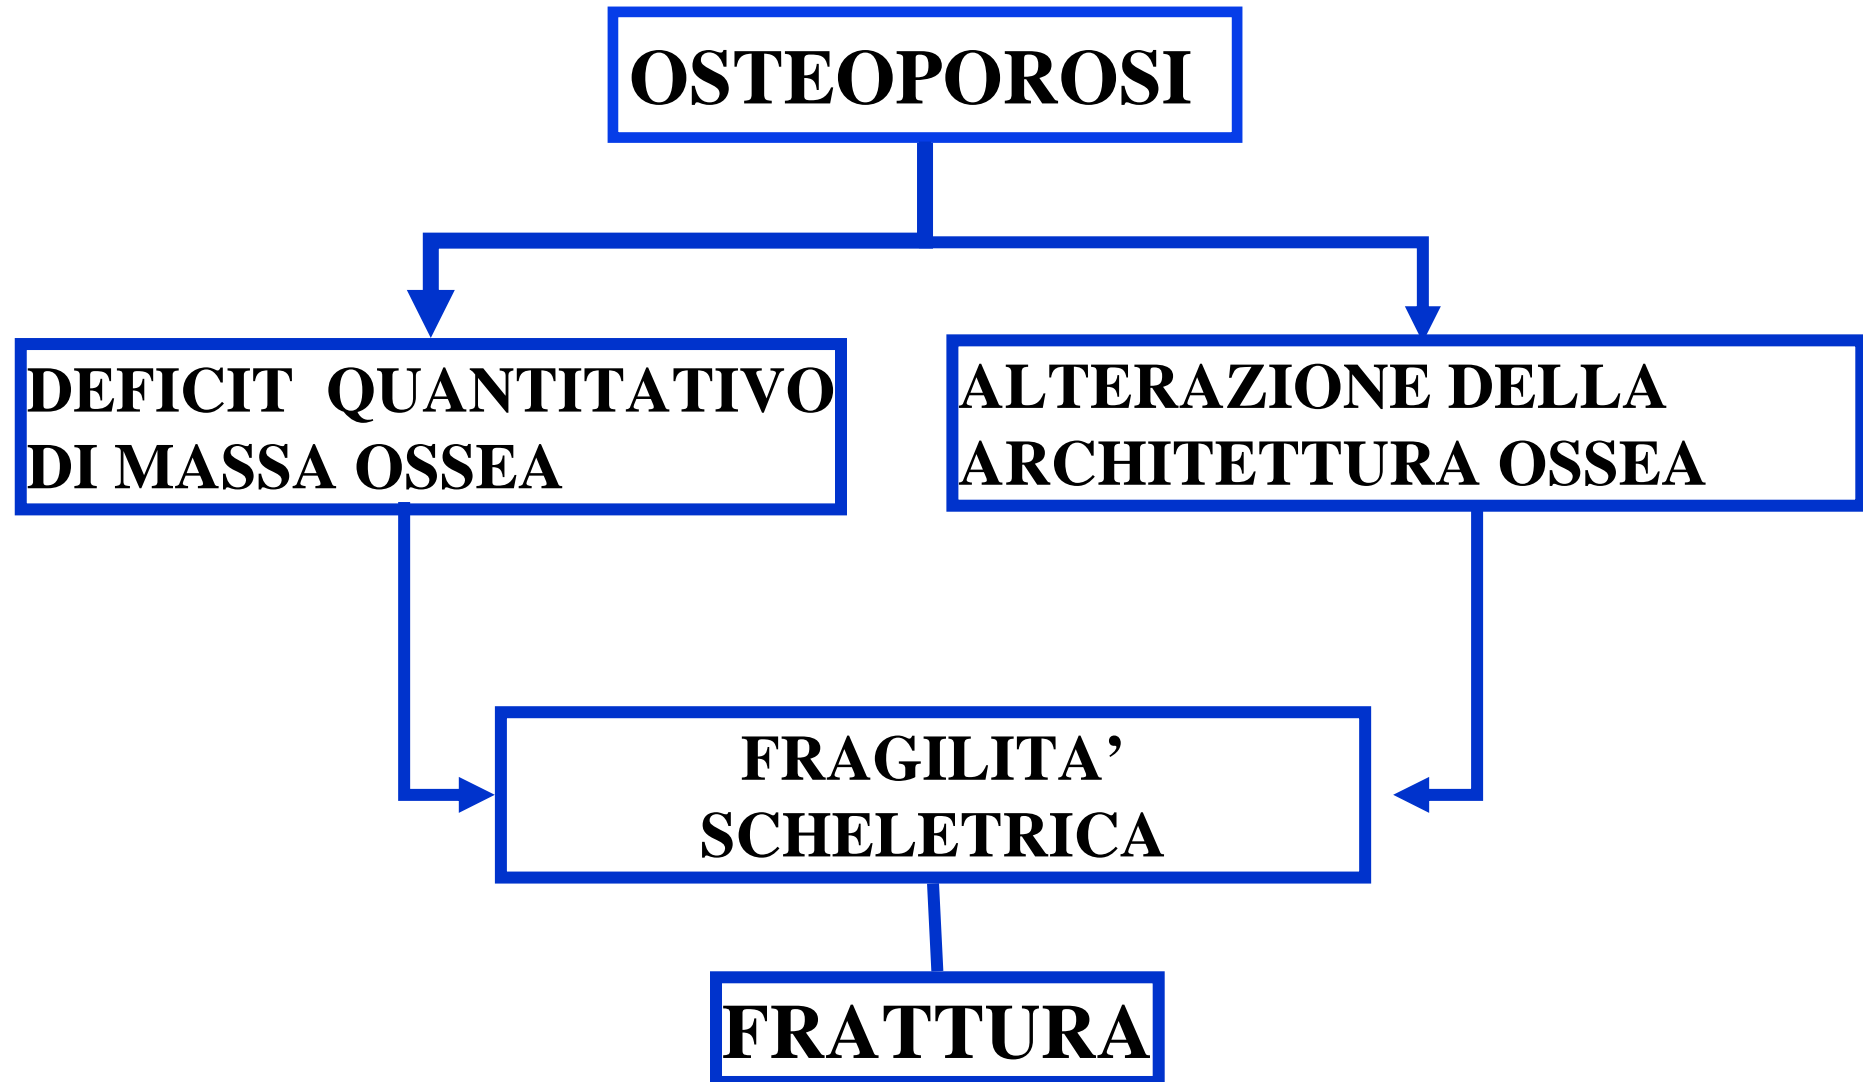 OSTEOPOROSI
DEFICIT QUANTITATIVO
DI MASSA OSSEA
ALTERAZIONE DELLA
ARCHITETTURA OSSEA
FRAGILITA’
SCHELETRICA
FRATTURA